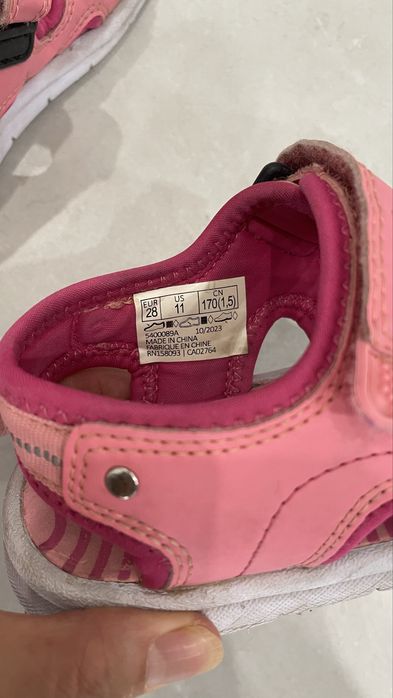 EUR US CN
28 11 170(1,5)
5400089A 10/2023
MADE IN CHINA
FABRIQUE EN CHINE
RN158093 | CA02764